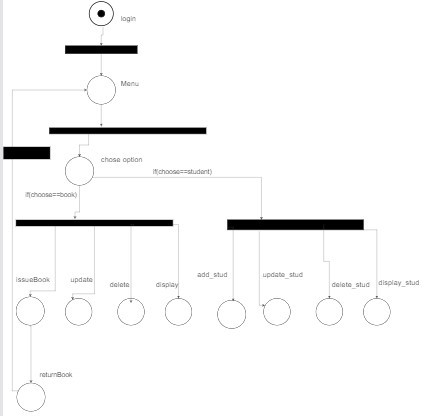 login
Menu
chose option
if(choose==student)
if(choose==book)
issueBook
update
delete
display
add_stud
update_stud
delete_stud
display_stud
returnBook